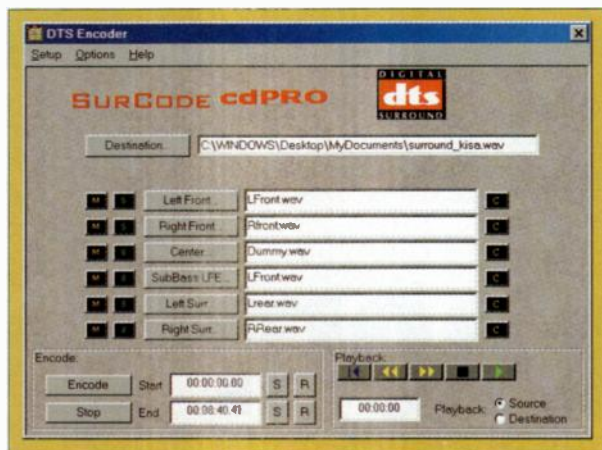 DTS Encoder
Setup Options Help
SURCODE cdPRO
DIGITAL
dts
SURROUND
Destination... C:\WINDOWS\Desktop\MyDocuments\surround_kisa.wav
M S Left Front... LFront.wav C
M S Right Front... Rfront.wav C
M S Center... Dummy.wav C
M S SubBass LFE... LFront.wav C
M S Left Surr... Lrear.wav C
M S Right Surr... RRear.wav C
Encode: Playback:
Encode Start 00:00:00.00 S R
Stop End 00:08:40.41 S R
00:00:00 Playback: Source
Destination